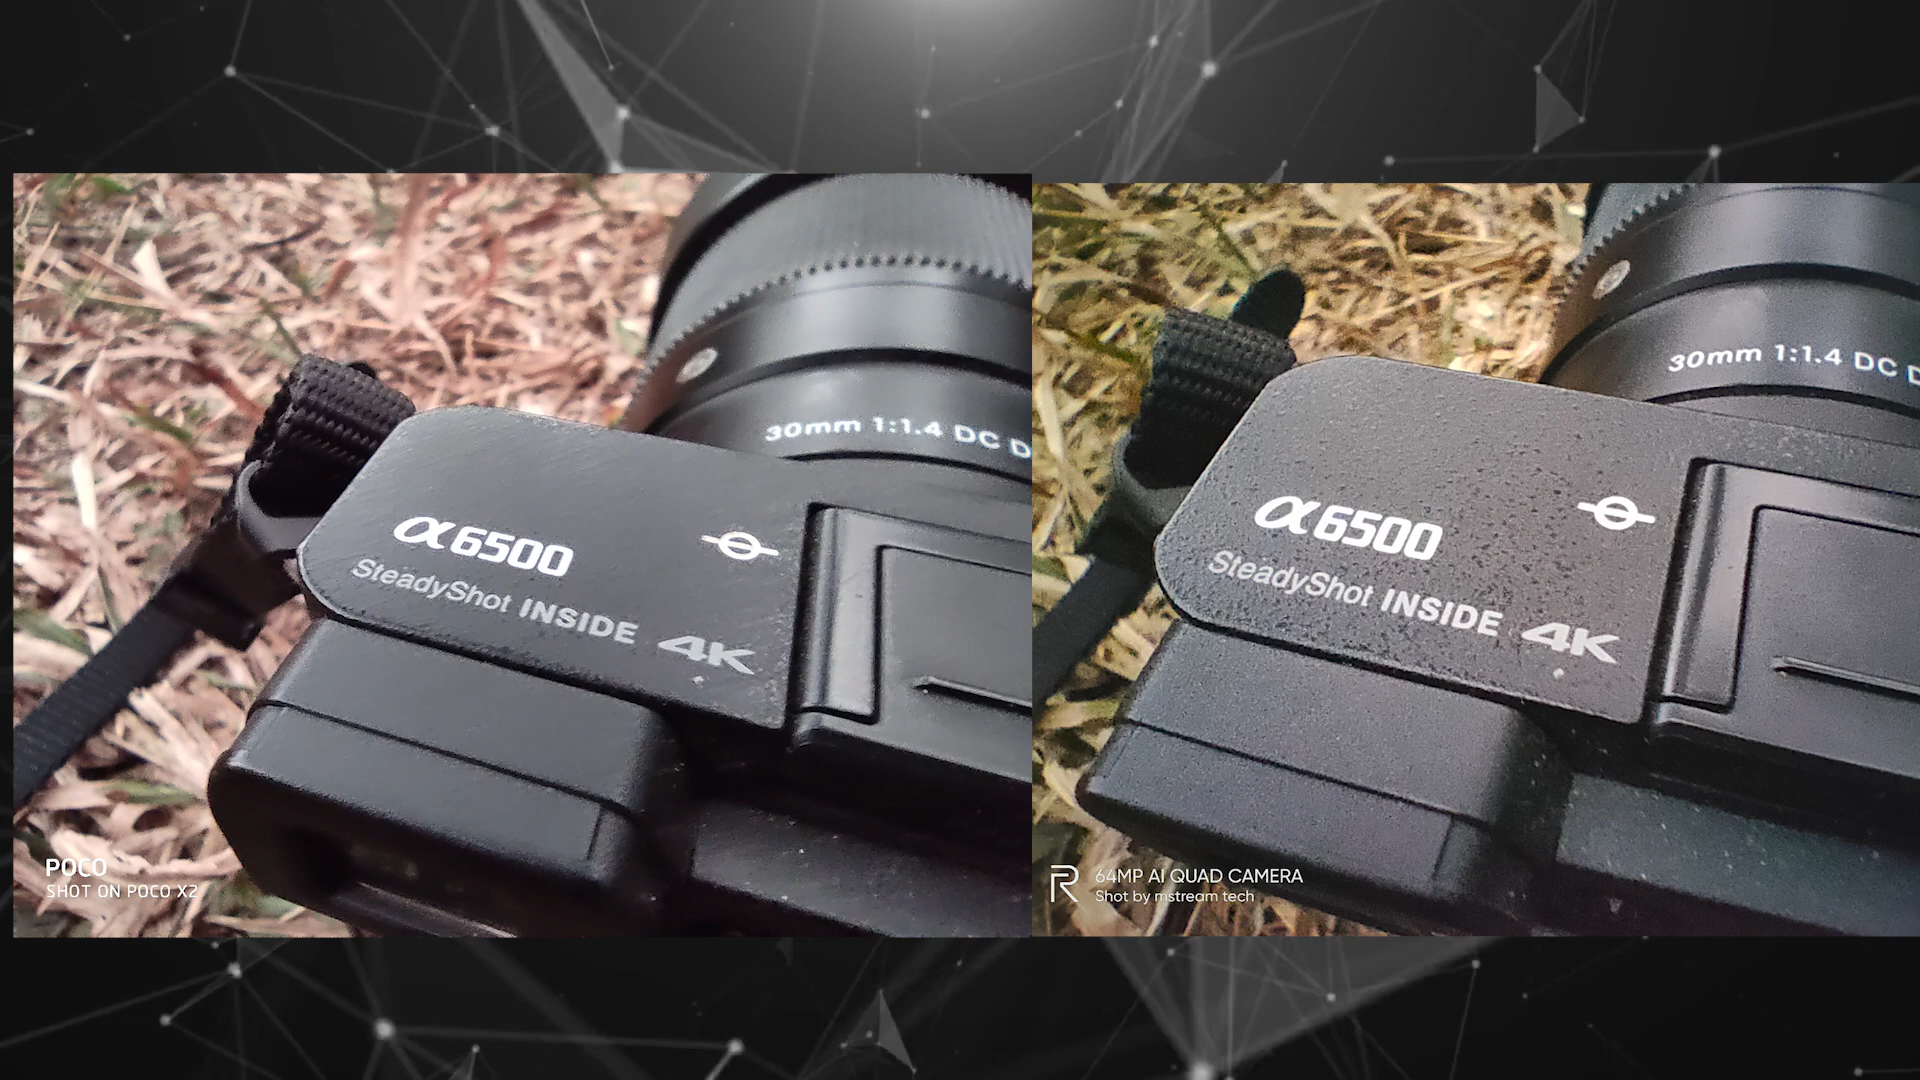 30mm 1:1.4 DC D
α6500
SteadyShot INSIDE 4K
POCO
SHOT ON POCO X2
30mm 1:1.4 DC D
α6500
SteadyShot INSIDE 4K
R
64MP AI QUAD CAMERA
Shot by mstream tech